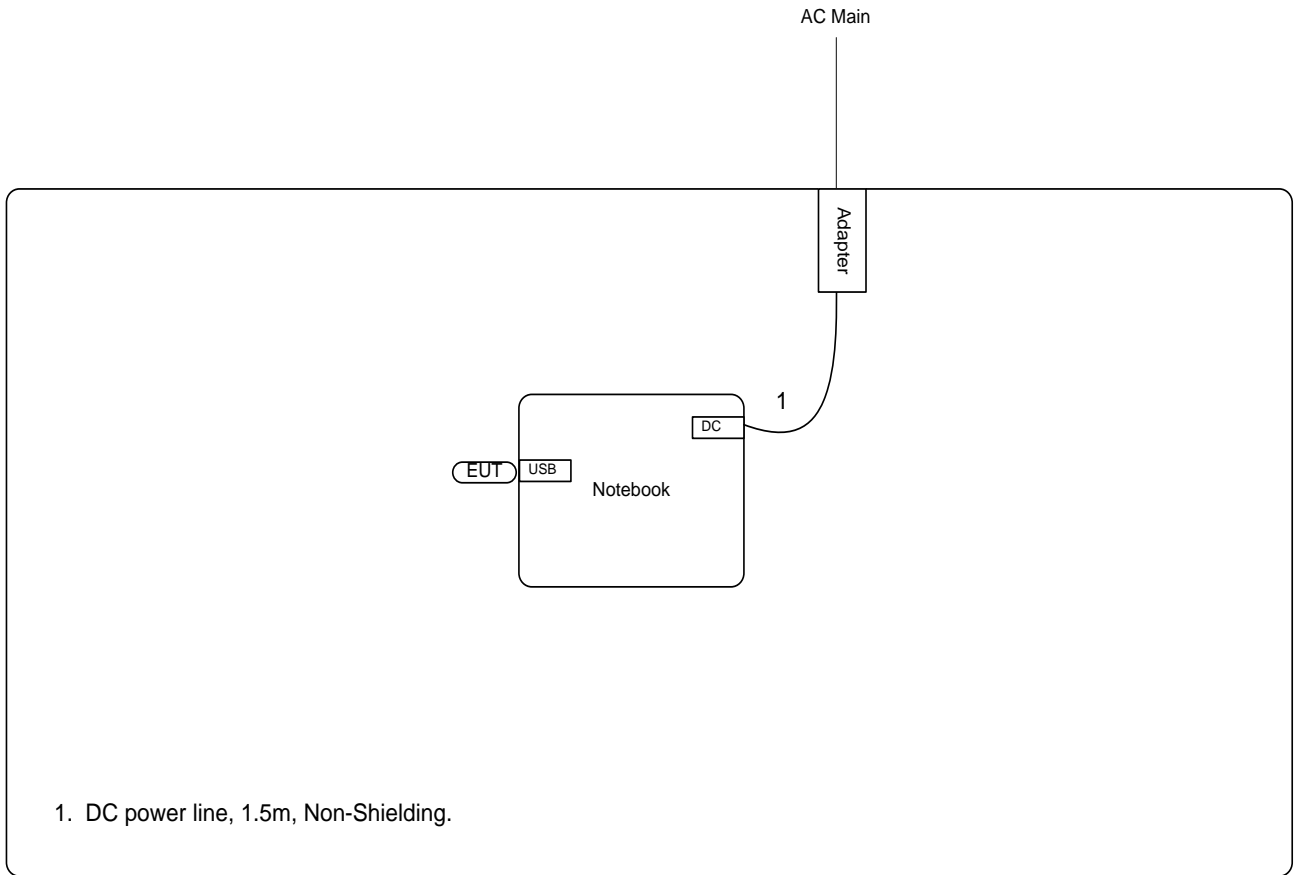 AC Main
Adapter
1
DC
EUT
USB
Notebook
1. DC power line, 1.5m, Non-Shielding.